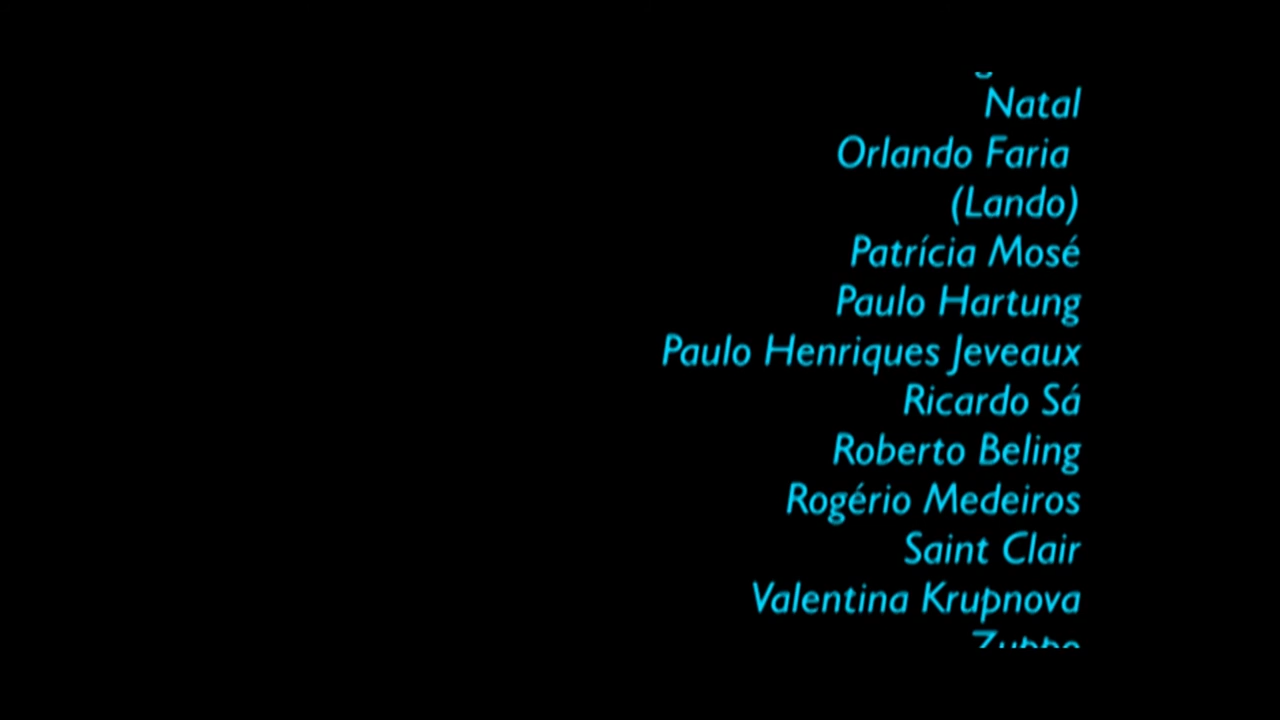 Natal
Orlando Faria
(Lando)
Patrícia Mosé
Paulo Hartung
Paulo Henriques Jeveaux
Ricardo Sá
Roberto Beling
Rogério Medeiros
Saint Clair
Valentina Krupnova